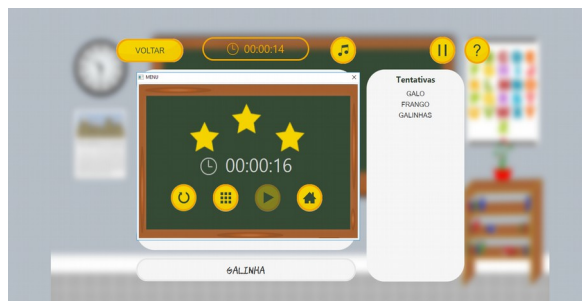 VOLTAR
00:00:14
?
MENU
00:00:16
Tentativas
GALO
FRANGO
GALINHAS
GALINHA